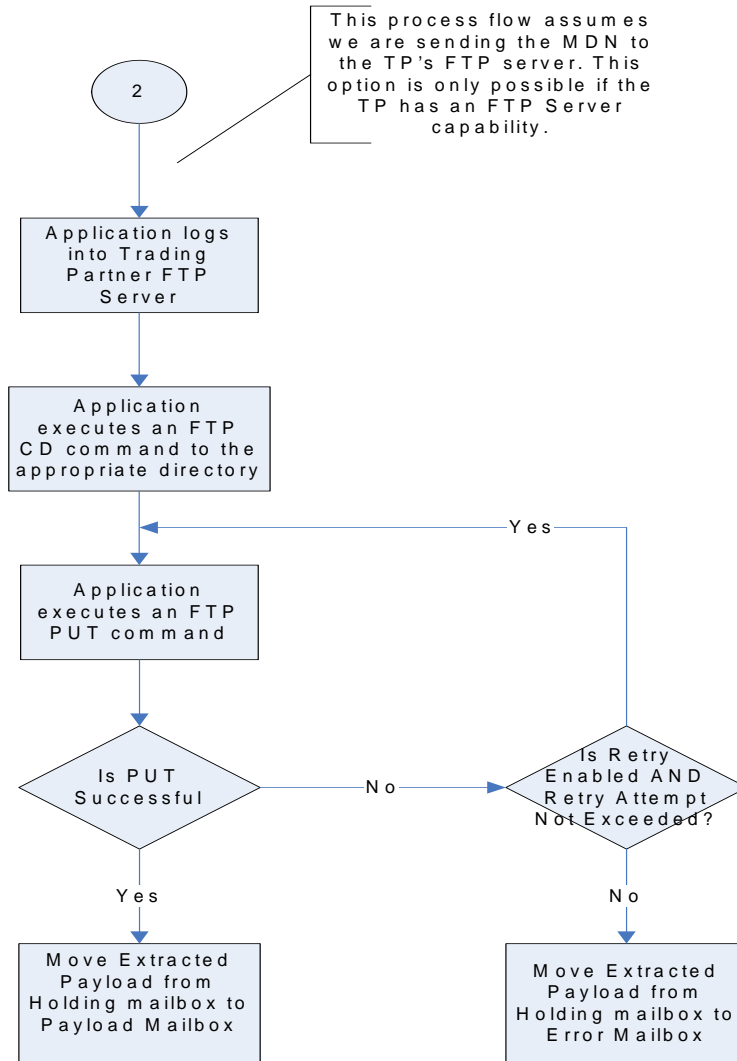 This process flow assumes
we are sending the MDN to
the TP's FTP server. This
option is only possible if the
TP has an FTP Server
capability.
2
Application logs
into Trading
Partner FTP
Server
Application
executes an FTP
CD command to the
appropriate directory
Yes
Application
executes an FTP
PUT command
Is PUT
Successful
No
Is Retry
Enabled AND
Retry Attempt
Not Exceeded?
Yes
No
Move Extracted
Payload from
Holding mailbox to
Payload Mailbox
Move Extracted
Payload from
Holding mailbox to
Error Mailbox